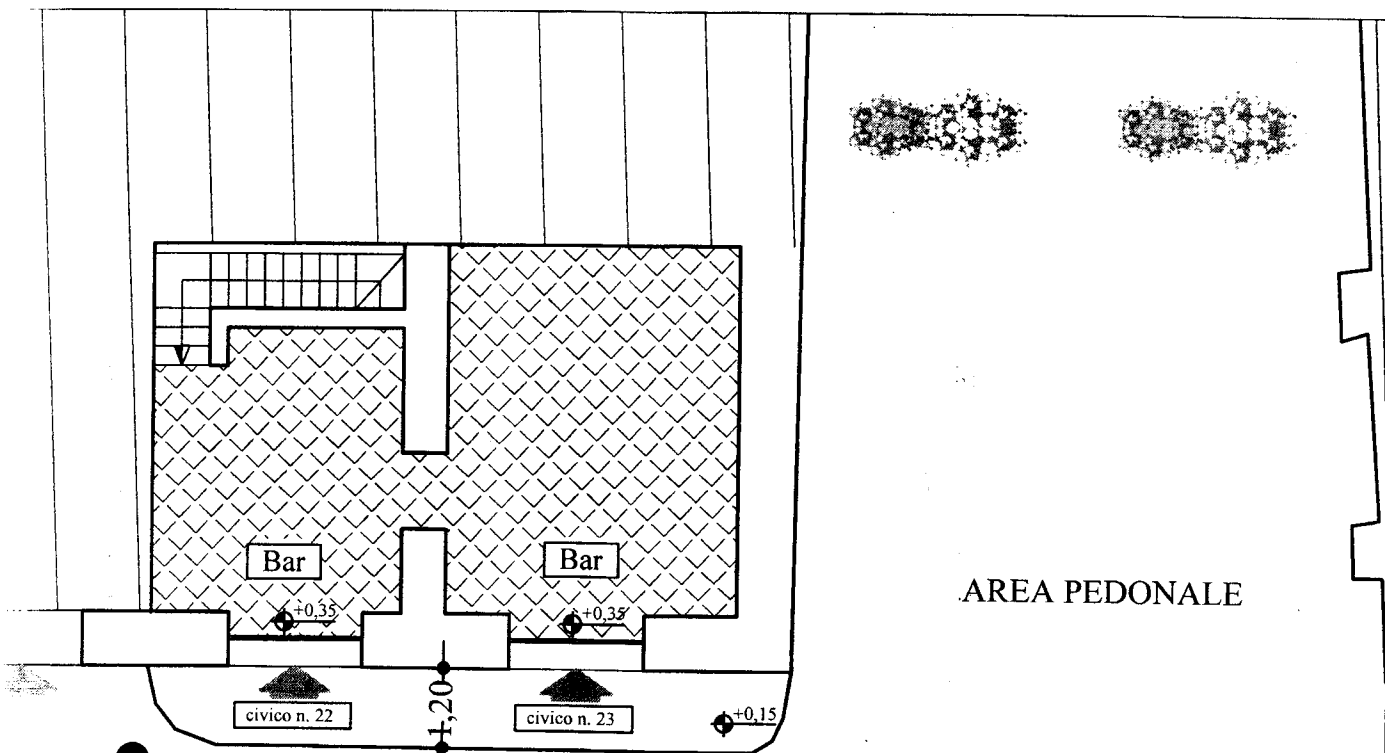 Bar
Bar
AREA PEDONALE
+0,35
+0,35
1,20
civico n. 22
civico n. 23
+0,15